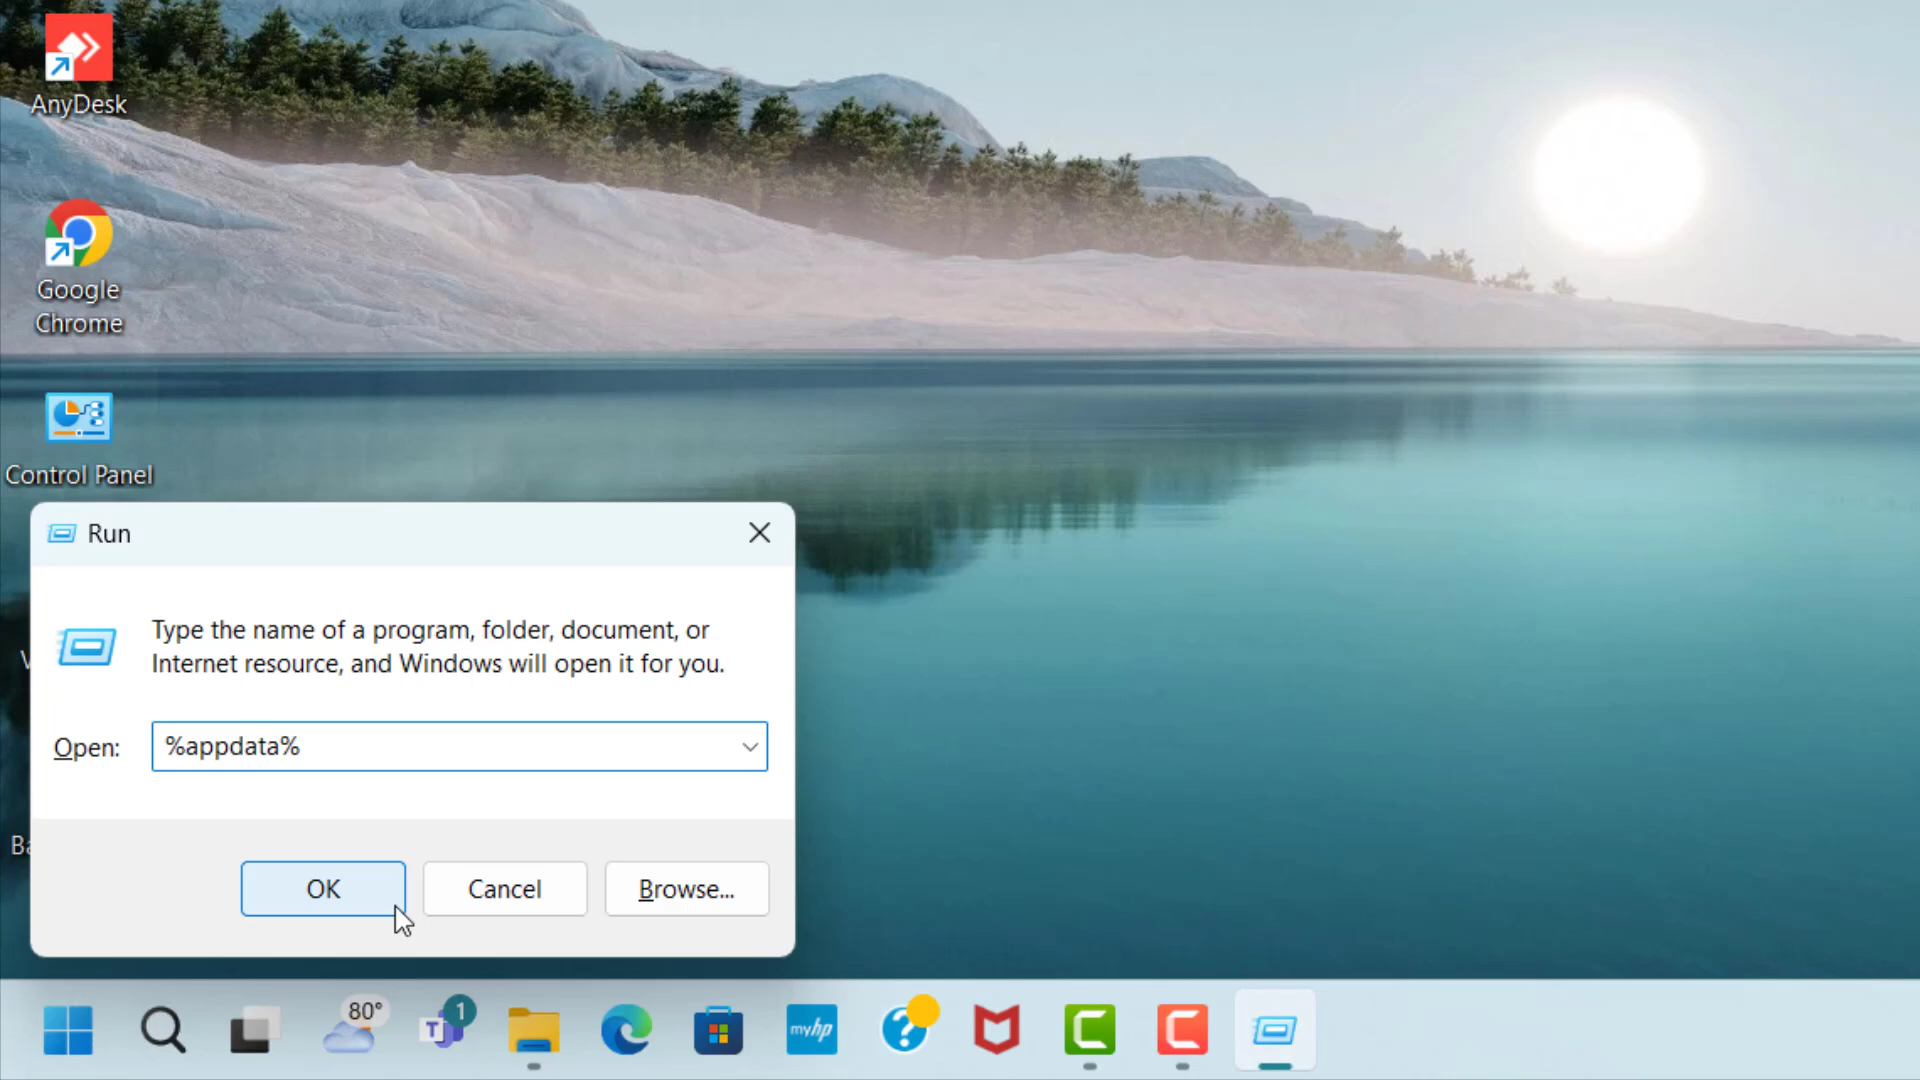 AnyDesk
Google
Chrome
Control Panel
Run
Type the name of a program, folder, document, or
Internet resource, and Windows will open it for you.
Open: %appdata%
OK Cancel Browse...
80° 1
T
myhp
?